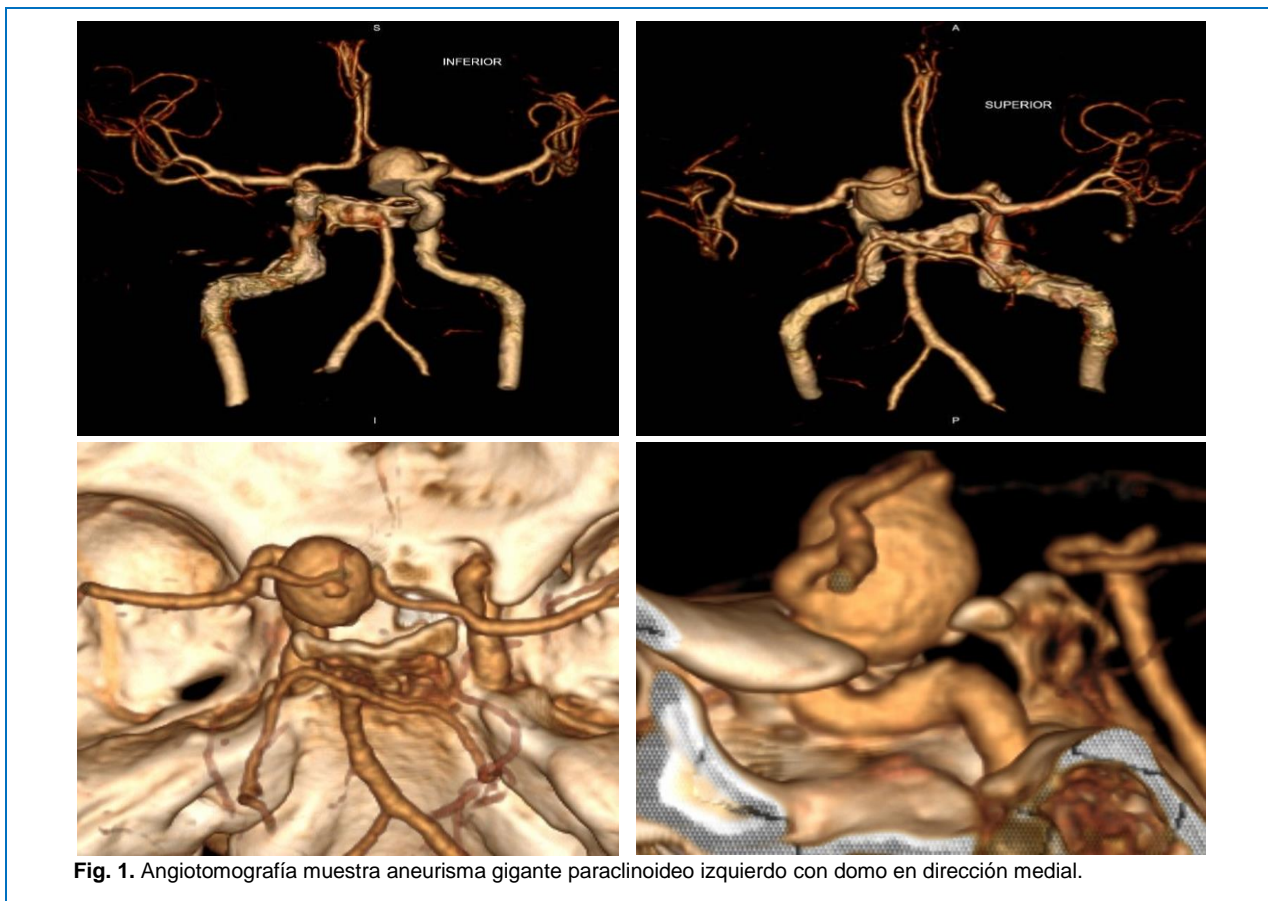 S
INFERIOR
I
A
SUPERIOR
P
Fig. 1. Angiotomografía muestra aneurisma gigante paraclinoideo izquierdo con domo en dirección medial.